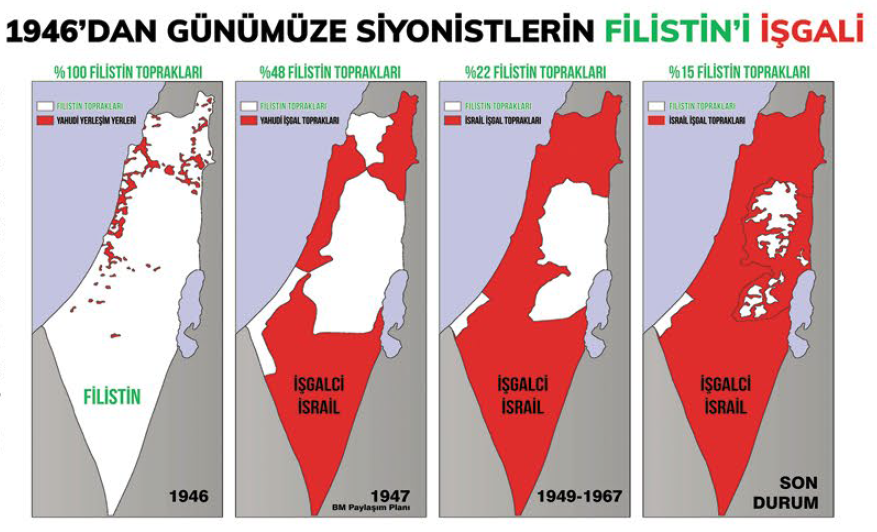 1946’DAN GÜNÜMÜZE SİYONİSTLERİN FİLİSTİN’İ İŞGALİ
%100 FİLİSTİN TOPRAKLARI
FİLİSTİN TOPRAKLARI
YAHUDİ YERLEŞİM YERLERİ
FİLİSTİN
1946
%48 FİLİSTİN TOPRAKLARI
FİLİSTİN TOPRAKLARI
YAHUDİ İŞGAL TOPRAKLARI
İŞGALCİ
İSRAİL
1947
BM Paylaşım Planı
%22 FİLİSTİN TOPRAKLARI
FİLİSTİN TOPRAKLARI
İSRAİL İŞGAL TOPRAKLARI
İŞGALCİ
İSRAİL
1949-1967
%15 FİLİSTİN TOPRAKLARI
FİLİSTİN TOPRAKLARI
İSRAİL İŞGAL TOPRAKLARI
İŞGALCİ
İSRAİL
SON
DURUM